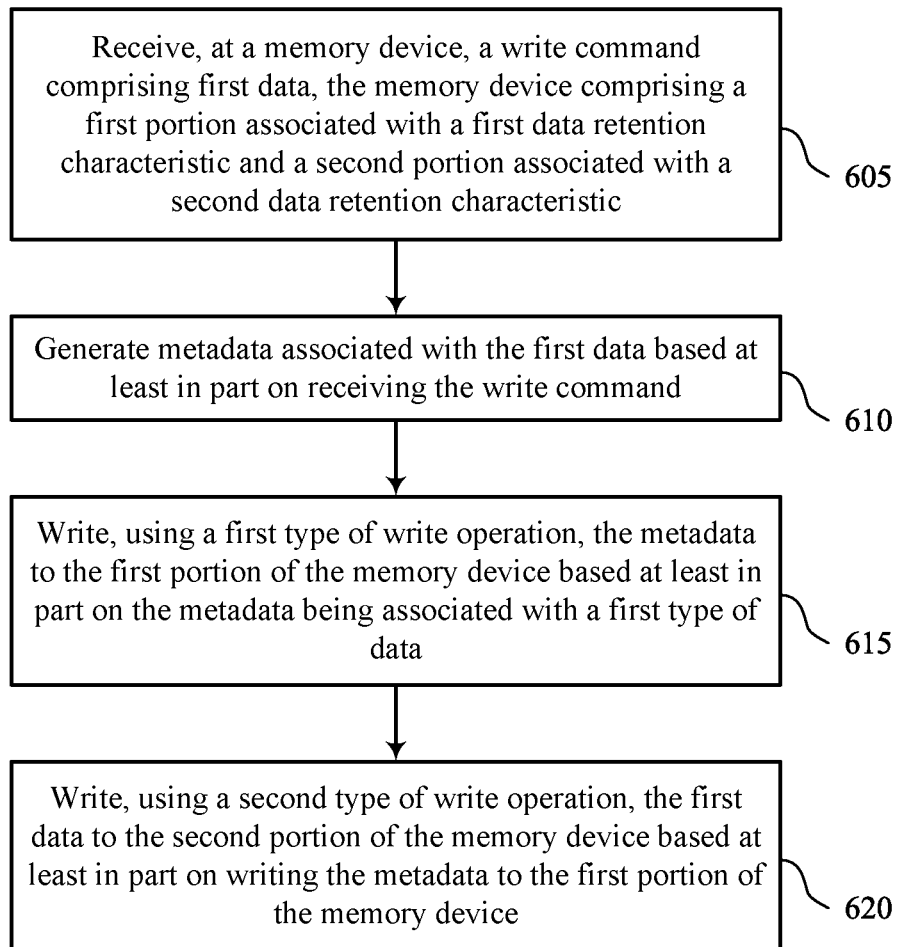 Receive, at a memory device, a write command
comprising first data, the memory device comprising a
first portion associated with a first data retention
characteristic and a second portion associated with a
second data retention characteristic
605
Generate metadata associated with the first data based at
least in part on receiving the write command
610
Write, using a first type of write operation, the metadata
to the first portion of the memory device based at least in
part on the metadata being associated with a first type of
data
615
Write, using a second type of write operation, the first
data to the second portion of the memory device based at
least in part on writing the metadata to the first portion of
the memory device
620